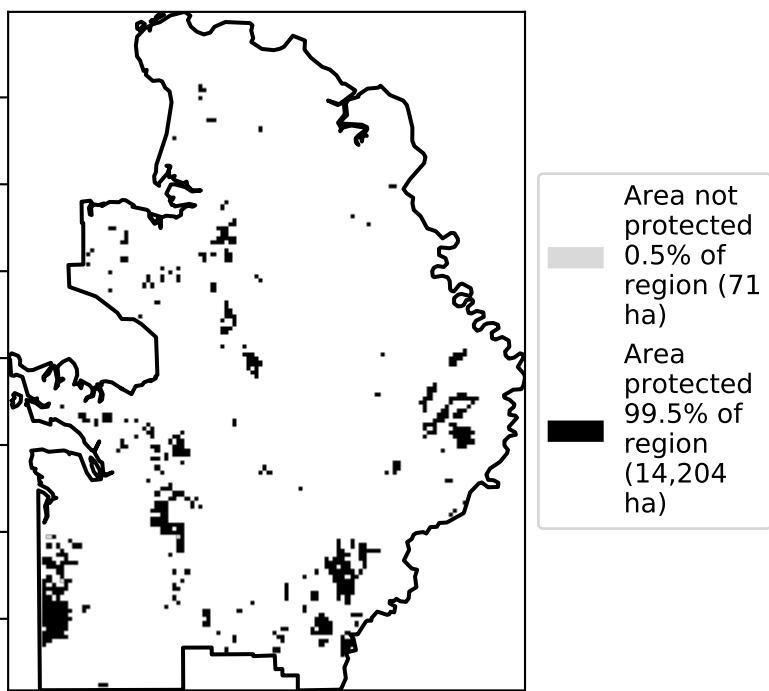 Area not
protected
0.5% of
region (71
ha)
Area
protected
99.5% of
region
(14,204
ha)